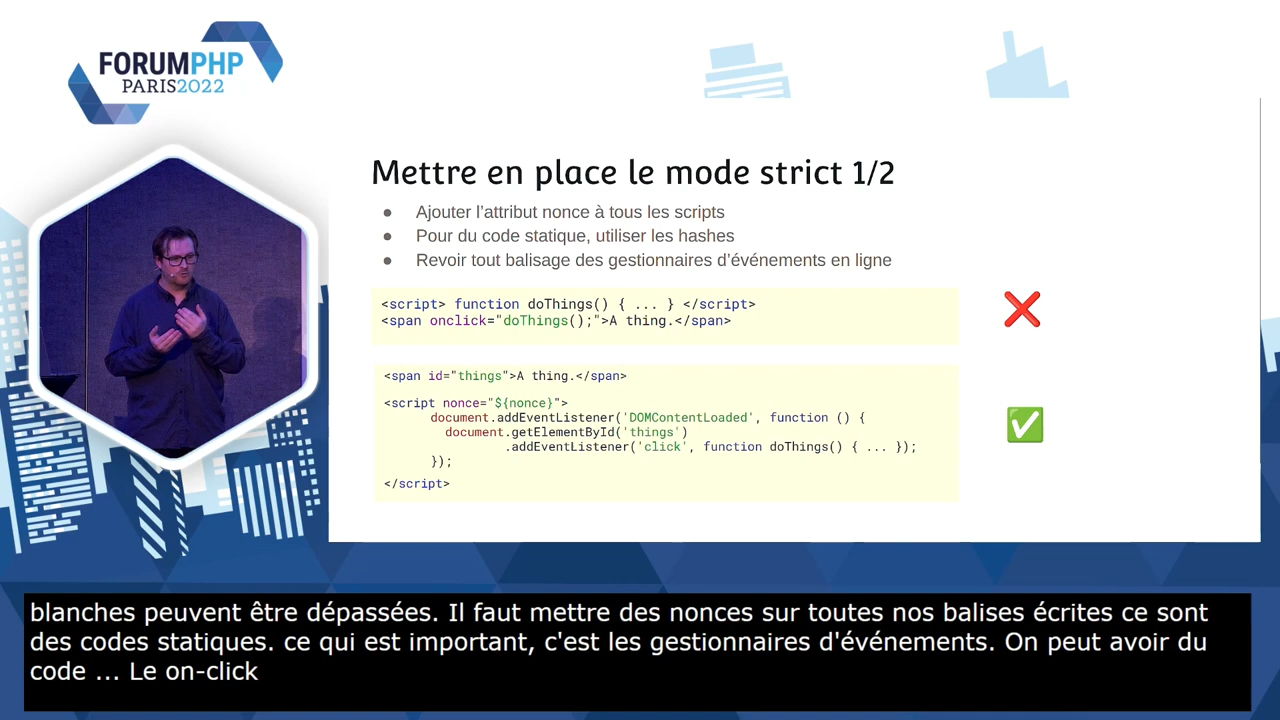 FORUMPHP
PARIS2022
Mettre en place le mode strict 1/2
● Ajouter l'attribut nonce à tous les scripts
● Pour du code statique, utiliser les hashes
● Revoir tout balisage des gestionnaires d'événements en ligne
<script> function doThings() { ... } </script>
<span onclick="doThings();">A thing.</span>
<span id="things">A thing.</span>
<script nonce="${nonce}">
document.addEventListener('DOMContentLoaded', function () {
document.getElementById('things')
.addEventListener('click', function doThings() { ... });
});
</script>
blanches peuvent être dépassées. Il faut mettre des nonces sur toutes nos balises écrites ce sont
des codes statiques. ce qui est important, c'est les gestionnaires d'événements. On peut avoir du
code ... Le on-click